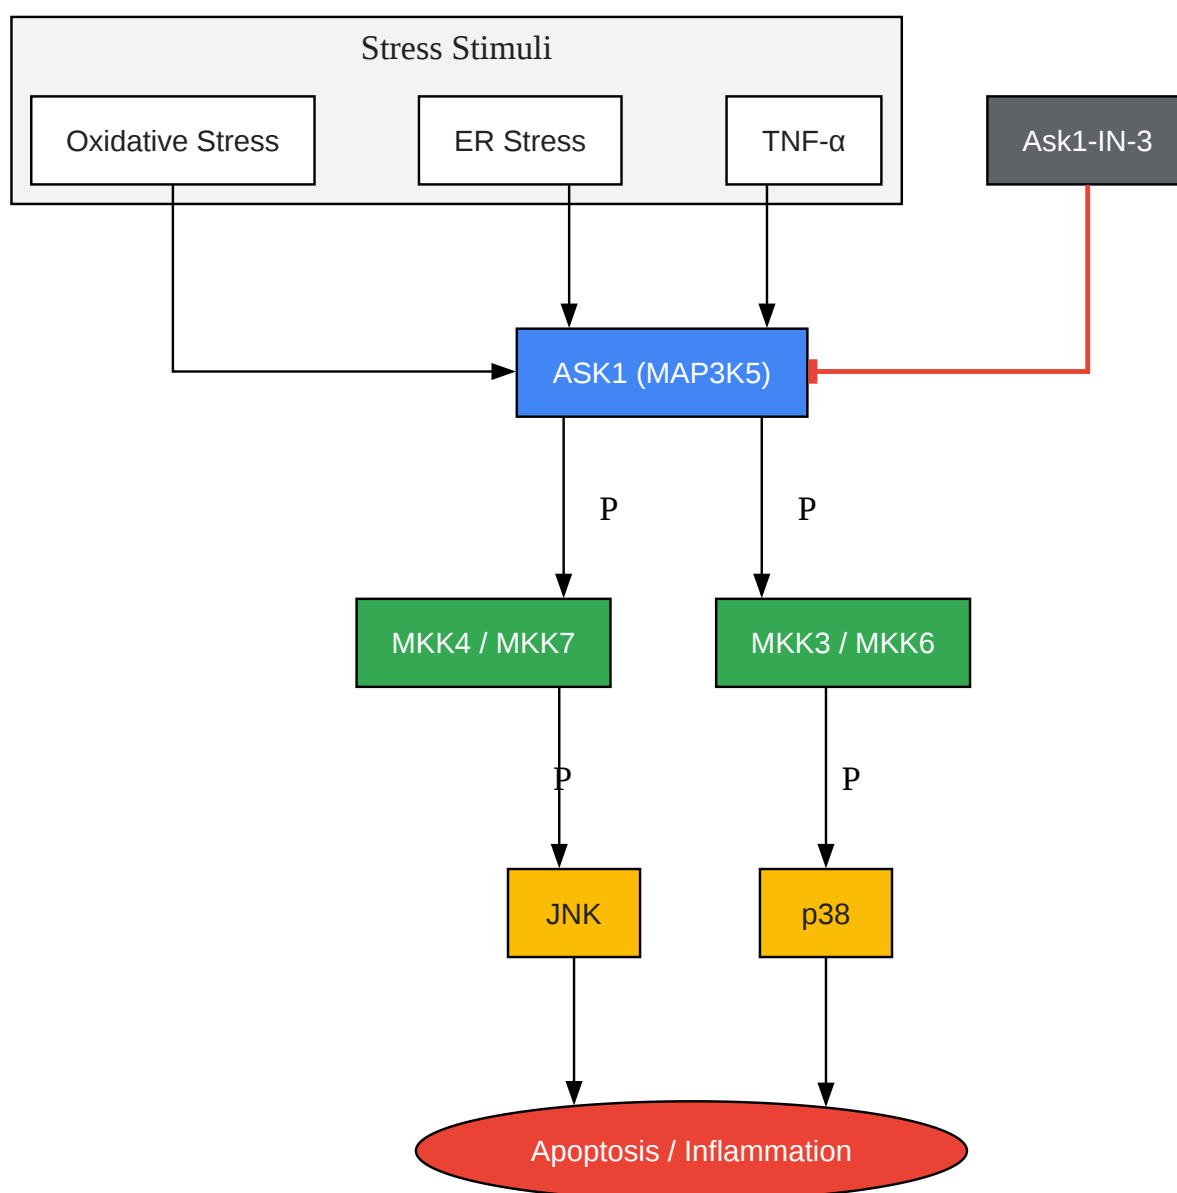 Stress Stimuli
Oxidative Stress
ER Stress
TNF-α
Ask1-IN-3
ASK1 (MAP3K5)
P
P
MKK4 / MKK7
MKK3 / MKK6
P
P
JNK
p38
Apoptosis / Inflammation